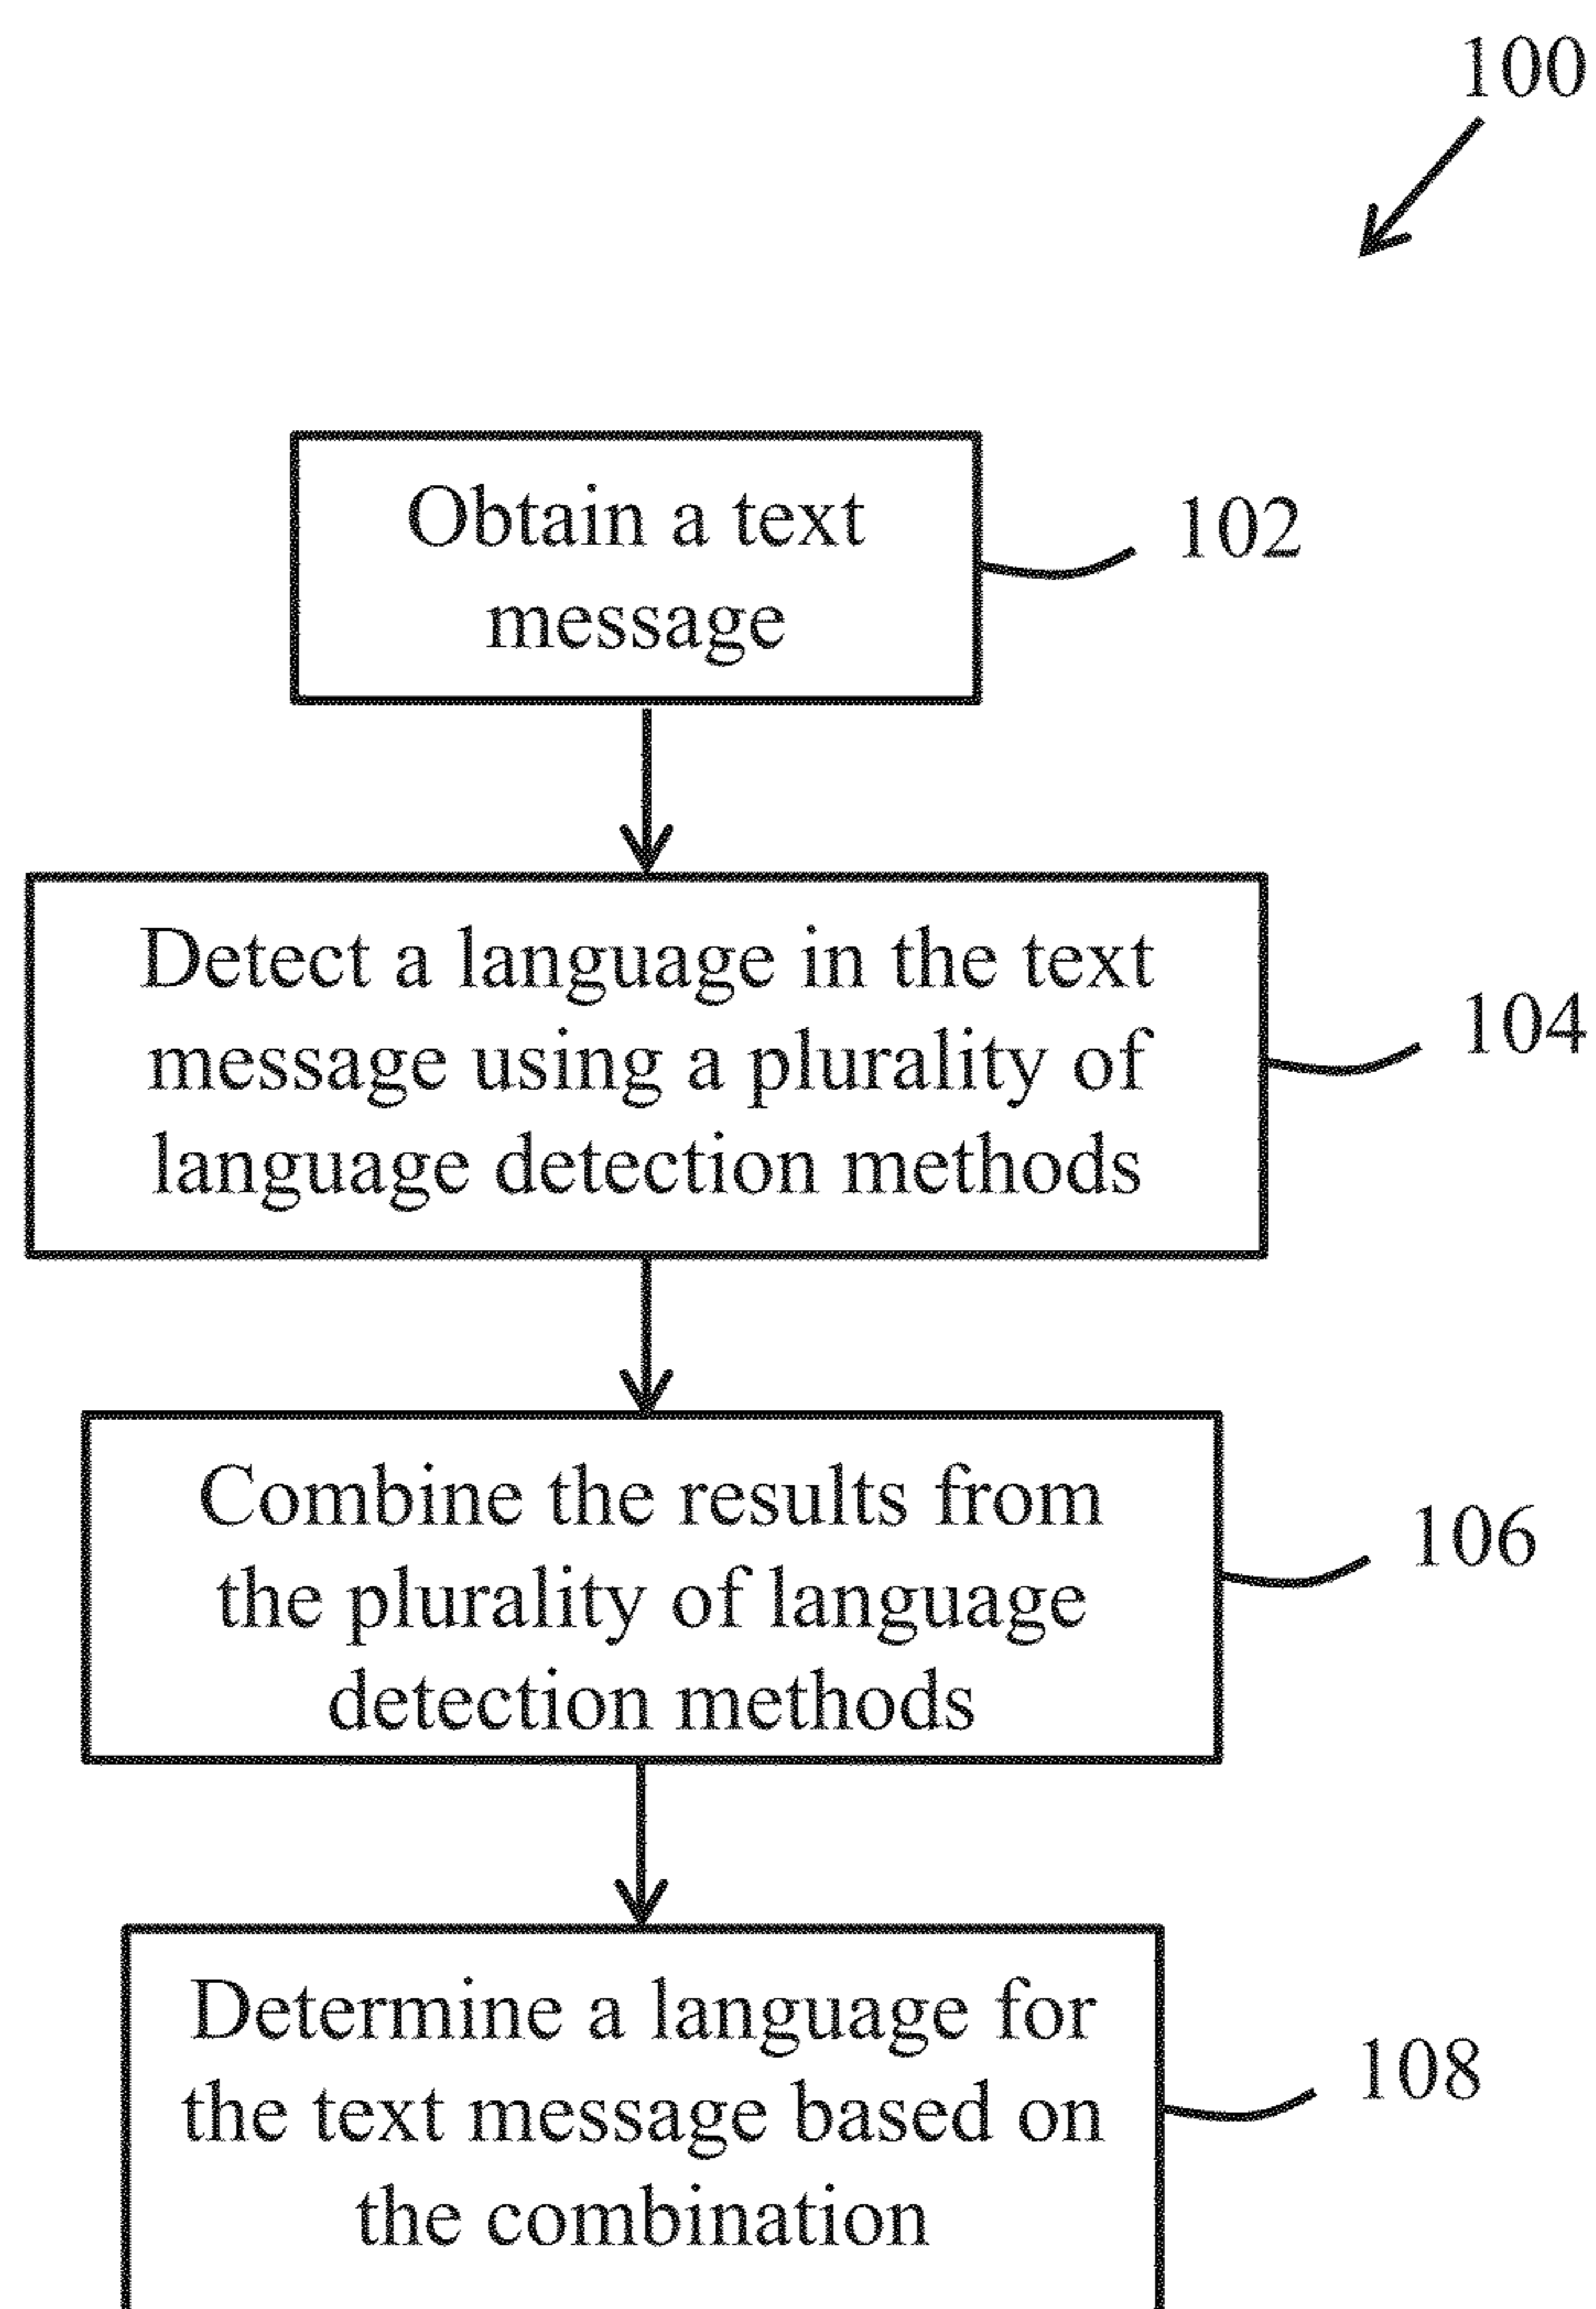 100
Obtain a text
message
102
Detect a language in the text
message using a plurality of
language detection methods
104
Combine the results from
the plurality of language
detection methods
106
Determine a language for
the text message based on
the combination
108